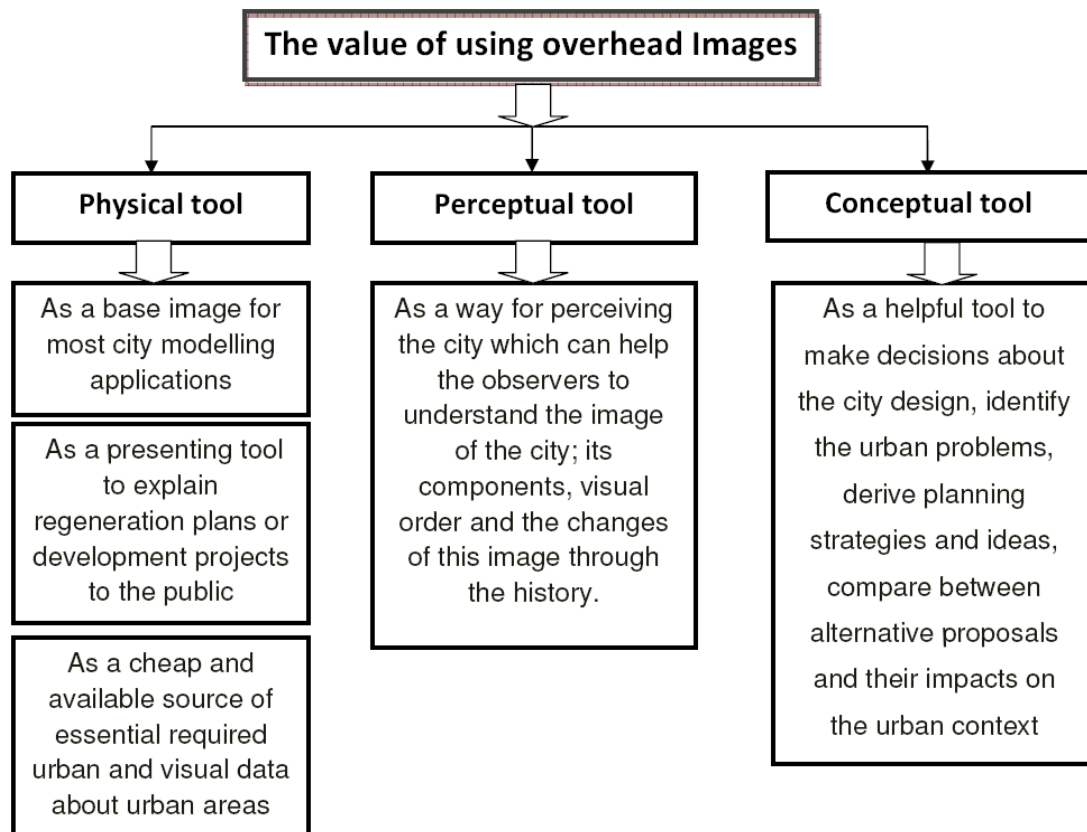 The value of using overhead Images
Physical tool
As a base image for
most city modelling
applications
As a presenting tool
to explain
regeneration plans or
development projects
to the public
As a cheap and
available source of
essential required
urban and visual data
about urban areas
Perceptual tool
As a way for perceiving
the city which can help
the observers to
understand the image
of the city; its
components, visual
order and the changes
of this image through
the history.
Conceptual tool
As a helpful tool to
make decisions about
the city design, identify
the urban problems,
derive planning
strategies and ideas,
compare between
alternative proposals
and their impacts on
the urban context